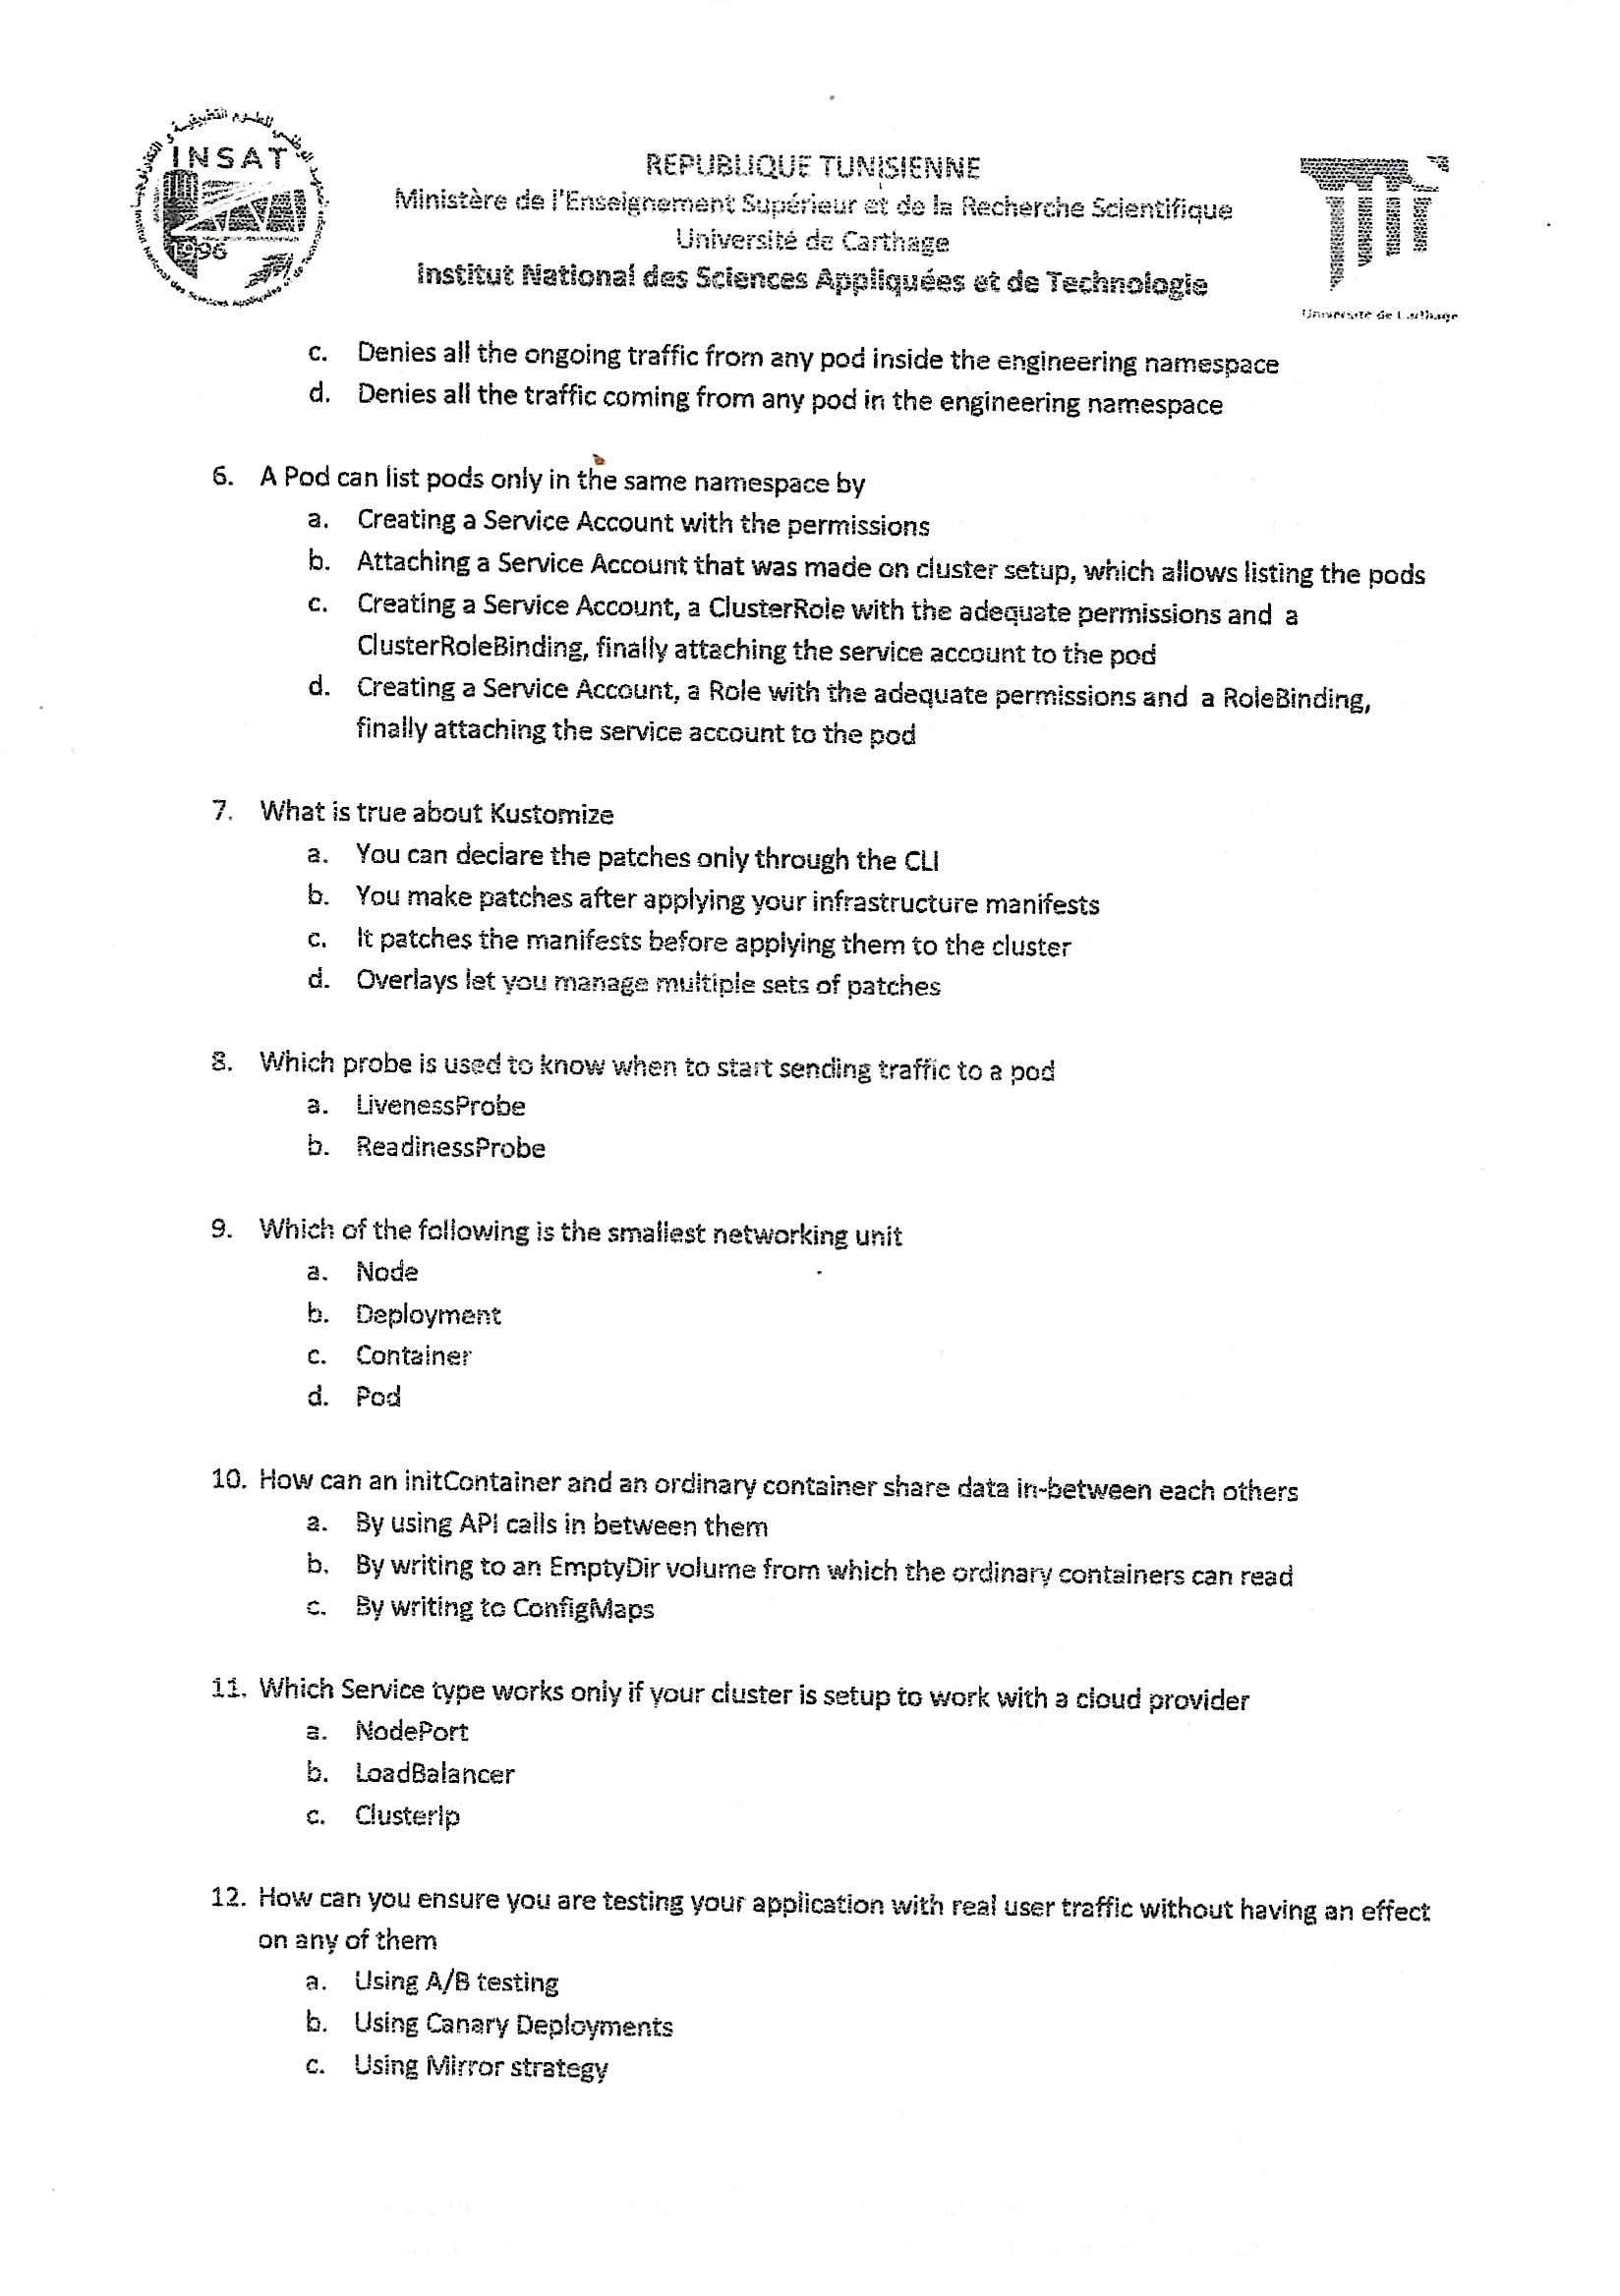 INSAT
1996
REPUBLIQUE TUNISIENNE
Ministère de l'Enseignement Supérieur et de la Recherche Scientifique
Université de Carthage
Institut National des Sciences Appliquées et de Technologie
Université de Carthage
c. Denies all the ongoing traffic from any pod inside the engineering namespace
d. Denies all the traffic coming from any pod in the engineering namespace
6. A Pod can list pods only in the same namespace by
a. Creating a Service Account with the permissions
b. Attaching a Service Account that was made on cluster setup, which allows listing the pods
c. Creating a Service Account, a ClusterRole with the adequate permissions and a
ClusterRoleBinding, finally attaching the service account to the pod
d. Creating a Service Account, a Role with the adequate permissions and a RoleBinding,
finally attaching the service account to the pod
7. What is true about Kustomize
a. You can declare the patches only through the CLI
b. You make patches after applying your infrastructure manifests
c. It patches the manifests before applying them to the cluster
d. Overlays let you manage multiple sets of patches
8. Which probe is used to know when to start sending traffic to a pod
a. LivenessProbe
b. ReadinessProbe
9. Which of the following is the smallest networking unit
a. Node
b. Deployment
c. Container
d. Pod
10. How can an initContainer and an ordinary container share data in-between each others
a. By using API calls in between them
b. By writing to an EmptyDir volume from which the ordinary containers can read
c. By writing to ConfigMaps
11. Which Service type works only if your cluster is setup to work with a cloud provider
a. NodePort
b. LoadBalancer
c. ClusterIp
12. How can you ensure you are testing your application with real user traffic without having an effect
on any of them
a. Using A/B testing
b. Using Canary Deployments
c. Using Mirror strategy